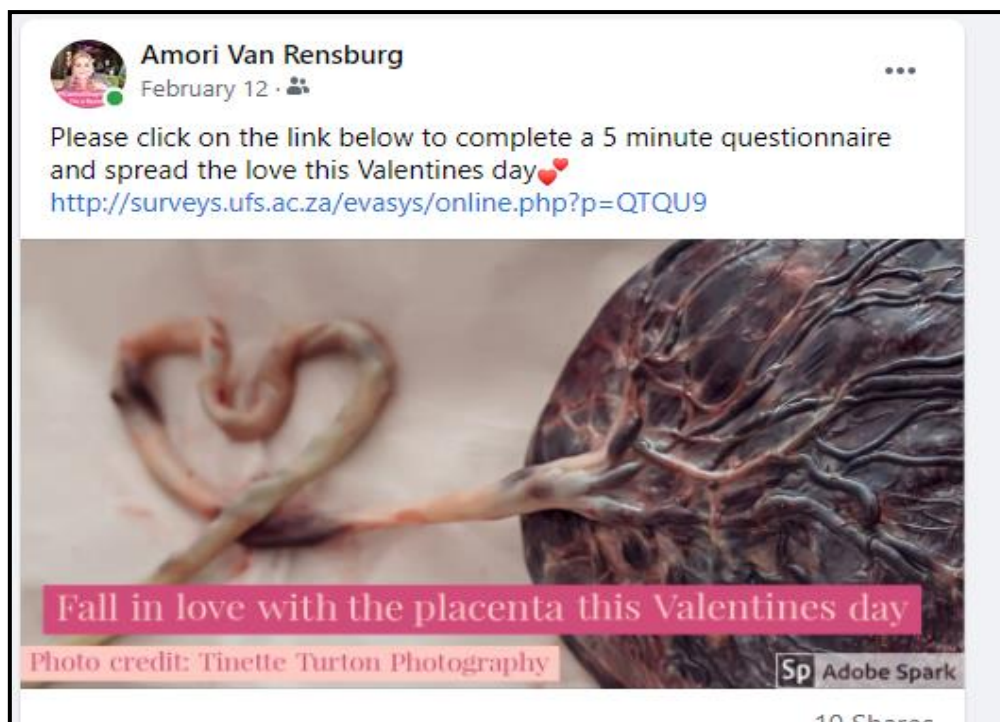 Amori Van Rensburg
February 12 ·
Please click on the link below to complete a 5 minute questionnaire
and spread the love this Valentines day💕
http://surveys.ufs.ac.za/evasys/online.php?p=QTQU9
Fall in love with the placenta this Valentines day
Photo credit: Tinette Turton Photography
Sp Adobe Spark